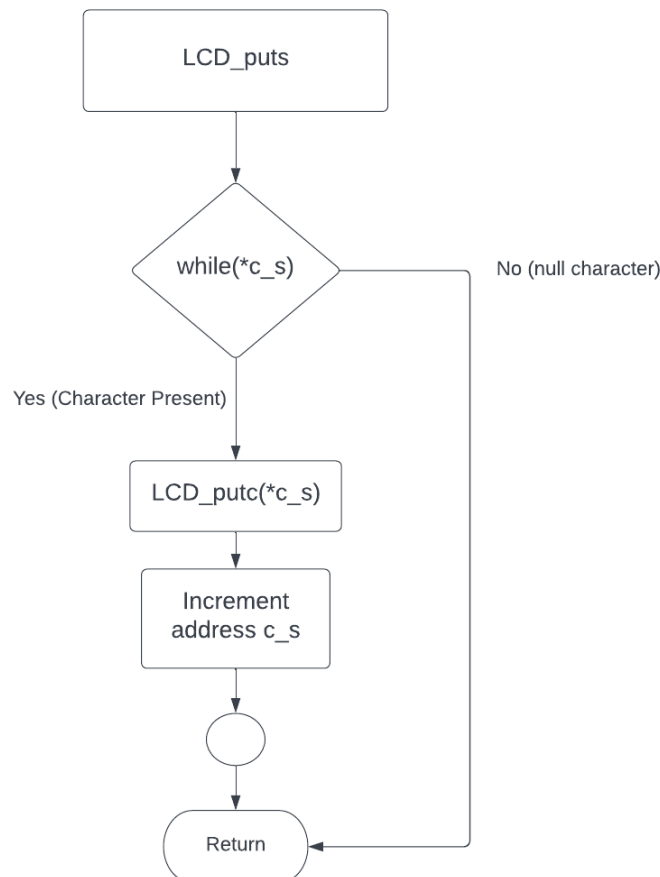 LCD_puts
while(*c_s)
No (null character)
Yes (Character Present)
LCD_putc(*c_s)
Increment
address c_s
Return